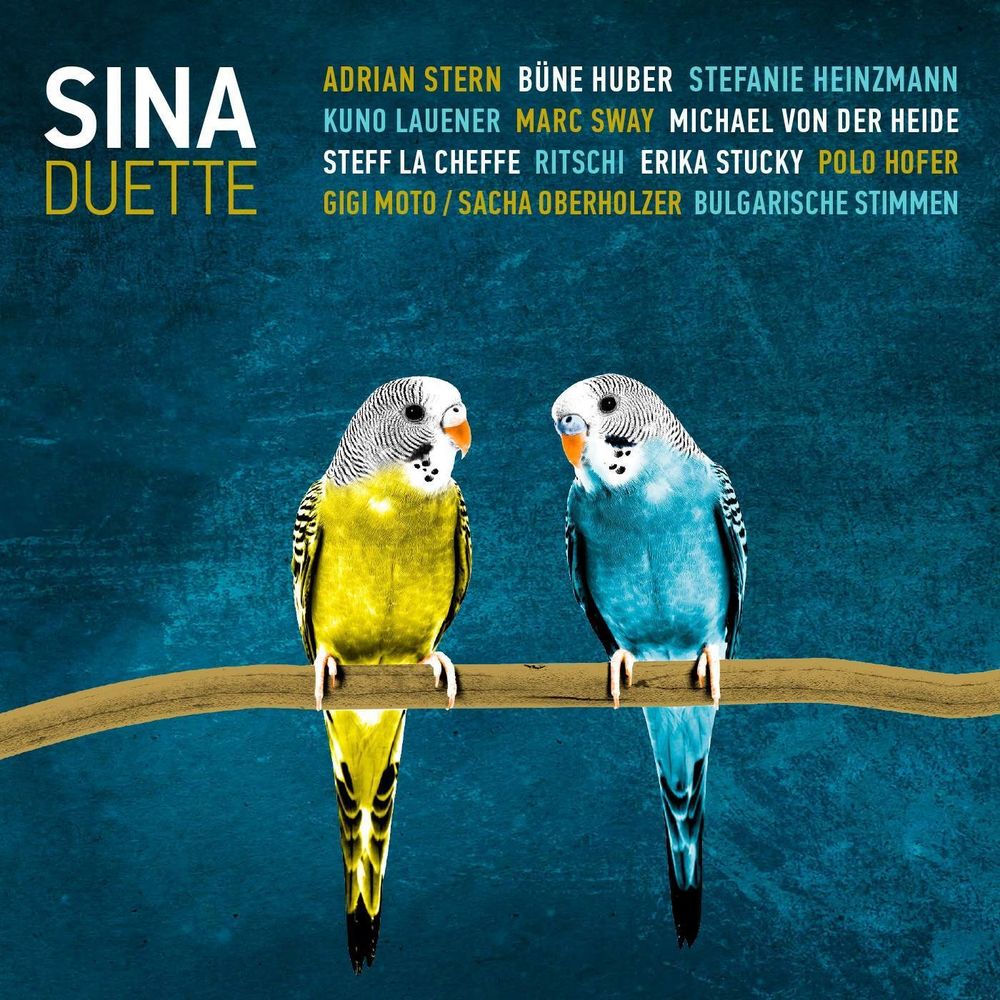 SINA
DUETTE
ADRIAN STERN BÜNE HUBER STEFANIE HEINZMANN
KUNO LAUENER MARC SWAY MICHAEL VON DER HEIDE
STEFF LA CHEFFE RITSCHI ERIKA STUCKY POLO HOFER
GIGI MOTO / SACHA OBERHOLZER BULGARISCHE STIMMEN